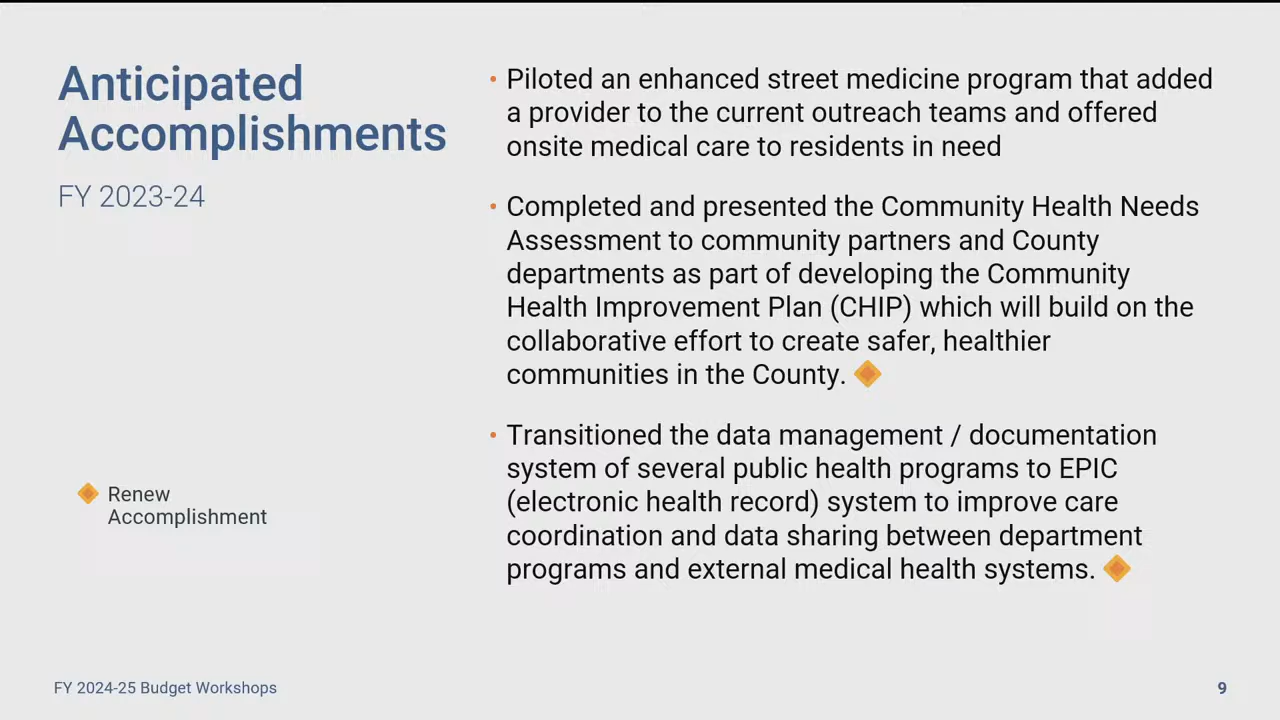 Anticipated
Accomplishments
FY 2023-24
• Piloted an enhanced street medicine program that added
a provider to the current outreach teams and offered
onsite medical care to residents in need
• Completed and presented the Community Health Needs
Assessment to community partners and County
departments as part of developing the Community
Health Improvement Plan (CHIP) which will build on the
collaborative effort to create safer, healthier
communities in the County.
• Transitioned the data management / documentation
system of several public health programs to EPIC
(electronic health record) system to improve care
coordination and data sharing between department
programs and external medical health systems.
Renew
Accomplishment
FY 2024-25 Budget Workshops
9